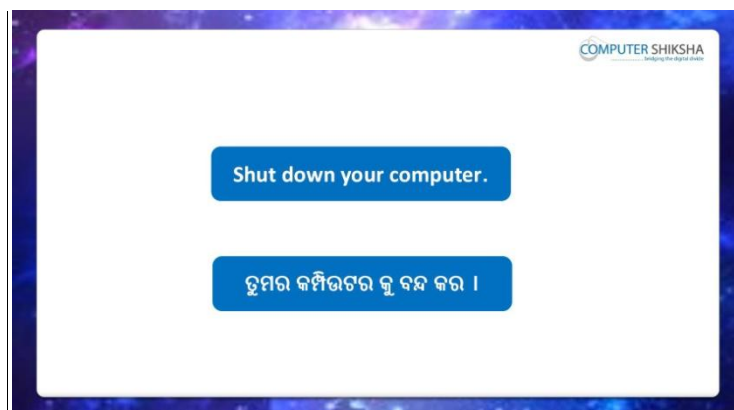 COMPUTER SHIKSHA
bridging the digital divide
Shut down your computer.
ତୁମର କମ୍ପିଉଟର କୁ ବନ୍ଦ କର ।